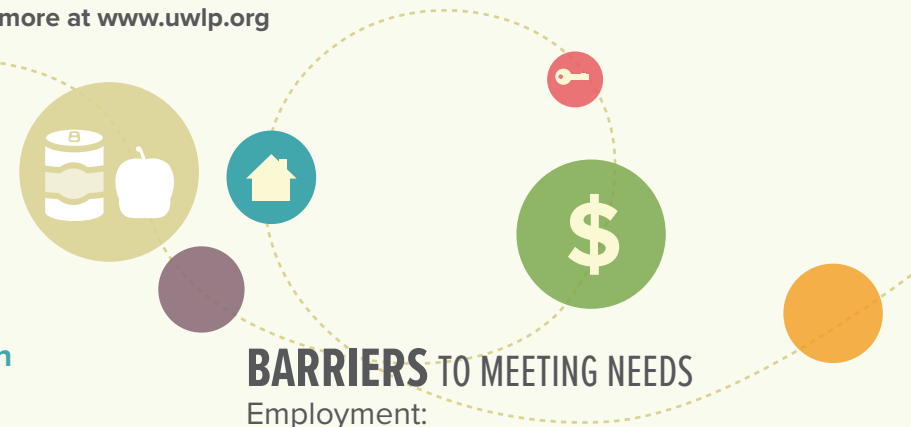 more at www.uwlp.org
$
n
BARRIERS TO MEETING NEEDS
Employment: